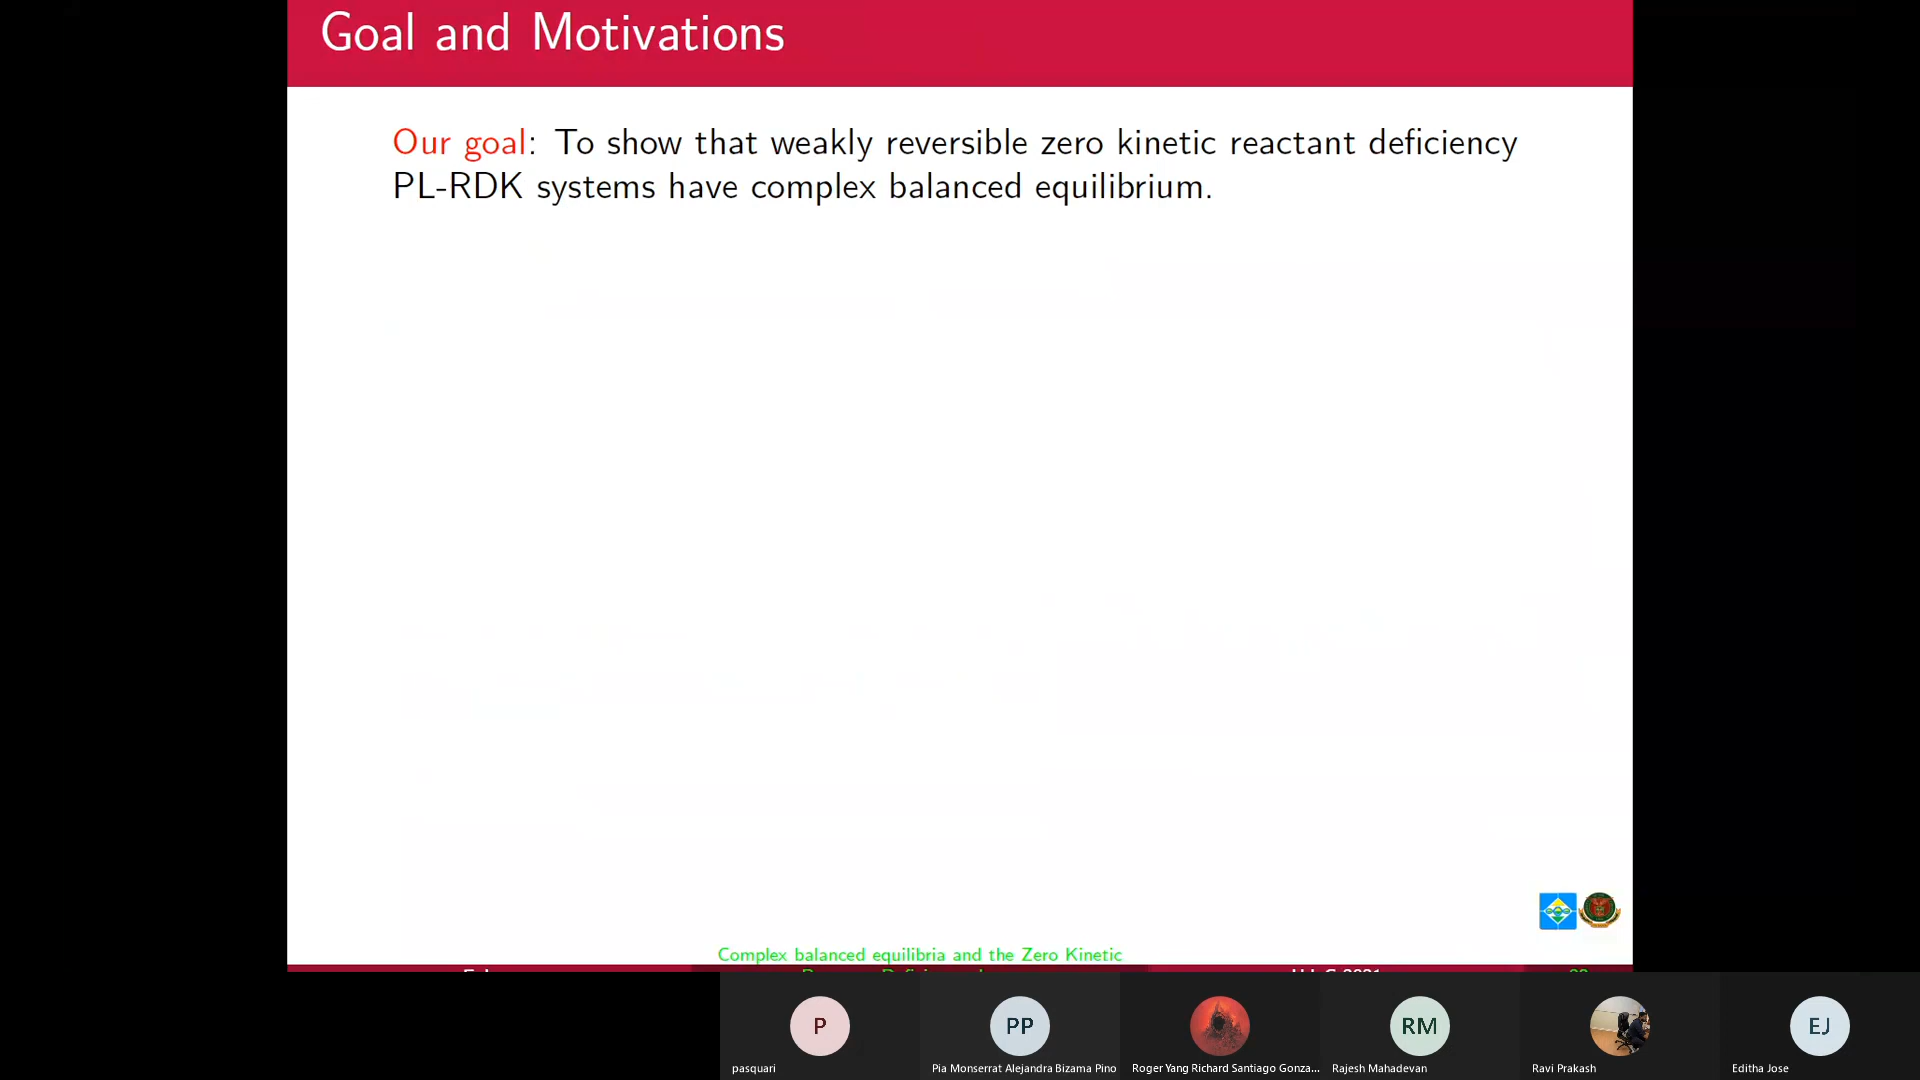 Goal and Motivations
Our goal: To show that weakly reversible zero kinetic reactant deficiency
PL-RDK systems have complex balanced equilibrium.
Complex balanced equilibria and the Zero Kinetic
P
PP
RM
EJ
pasquari
Pia Monserrat Alejandra Bizama Pino
Roger Yang Richard Santiago Gonza...
Rajesh Mahadevan
Ravi Prakash
Editha Jose